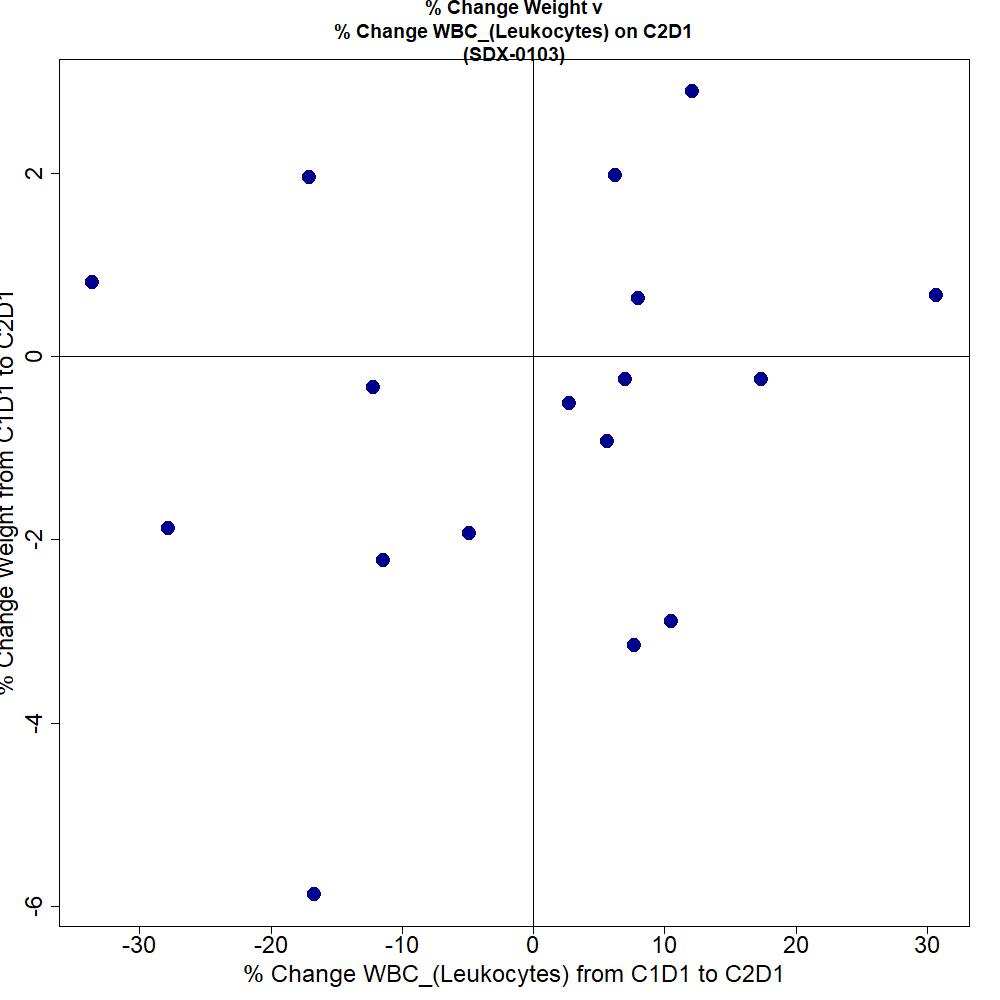 % Change Weight v
% Change WBC_(Leukocytes) on C2D1
(SDX-0103)
% Change Weight from C1D1 to C2D1
2
0
-2
-4
-6
-30
-20
-10
0
10
20
30
% Change WBC_(Leukocytes) from C1D1 to C2D1